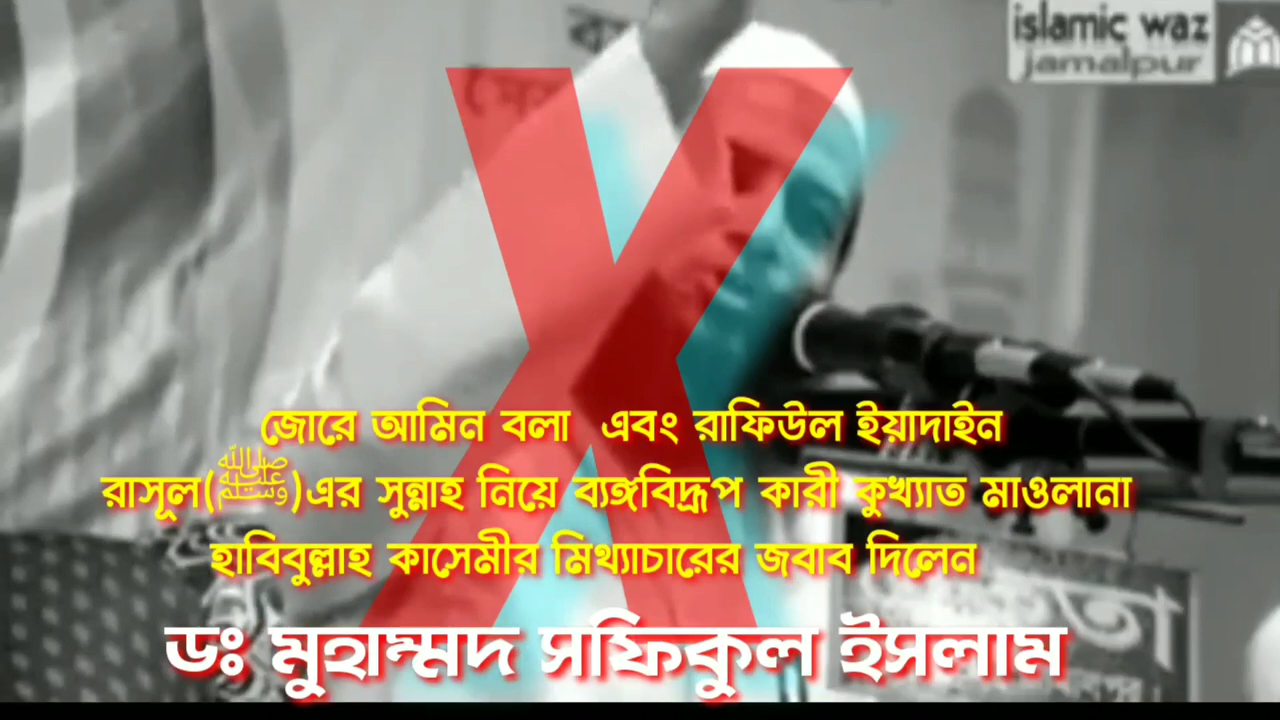 islamic waz
jamalpur
জোরে আমিন বলা এবং রাফিউল ইয়াদাইন
রাসূল(ﷺ)এর সুন্নাহ নিয়ে ব্যঙ্গবিদ্রূপ কারী কুখ্যাত মাওলানা
হাবিবুল্লাহ কাসেমীর মিথ্যাচারের জবাব দিলেন
ডঃ মুহাম্মদ সফিকুল ইসলাম